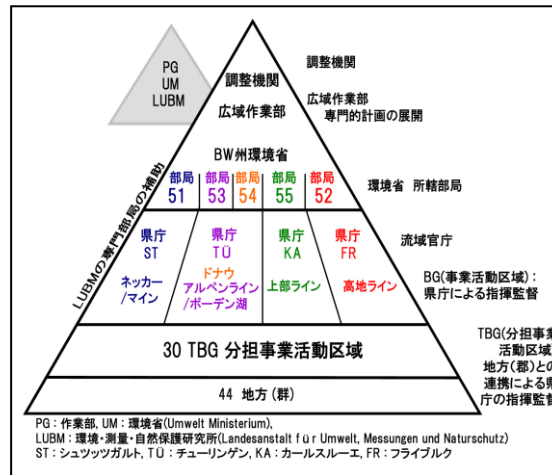 PG
UM
LUBM
調整機関
広域作業部
BW州環境省
部局 部局 部局 部局 部局
51 53 54 55 52
県庁 県庁 県庁 県庁
ST TÜ KA FR
ネッカー
/マイン
ドナウ
アルペンライン
/ボーデン湖
上部ライン
高地ライン
30 TBG 分担事業活動区域
44 地方(群)
LUBMの専門部局の補助
調整機関
広域作業部
専門的計画の展開
環境省 所轄部局
流域官庁
BG(事業活動区域):
県庁による指揮監督
TBG(分担事業
活動区域)
地方(郡)との
連携による県
庁の指揮監督
PG:作業部, UM:環境省(Umwelt Ministerium),
LUBM:環境・測量・自然保護研究所(Landesanstalt für Umwelt, Messungen und Naturschutz)
ST:シュツッツガルト, TÜ:チューリンゲン, KA:カールスルーエ, FR:フライブルク